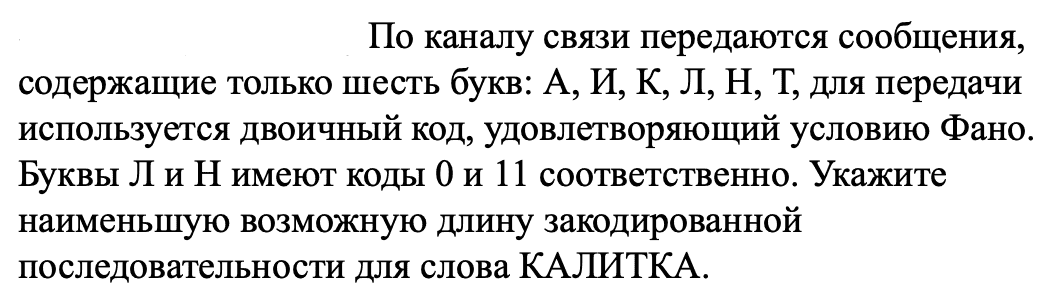 По каналу связи передаются сообщения,
содержащие только шесть букв: А, И, К, Л, Н, Т, для передачи
используется двоичный код, удовлетворяющий условию Фано.
Буквы Л и Н имеют коды 0 и 11 соответственно. Укажите
наименьшую возможную длину закодированной
последовательности для слова КАЛИТКА.